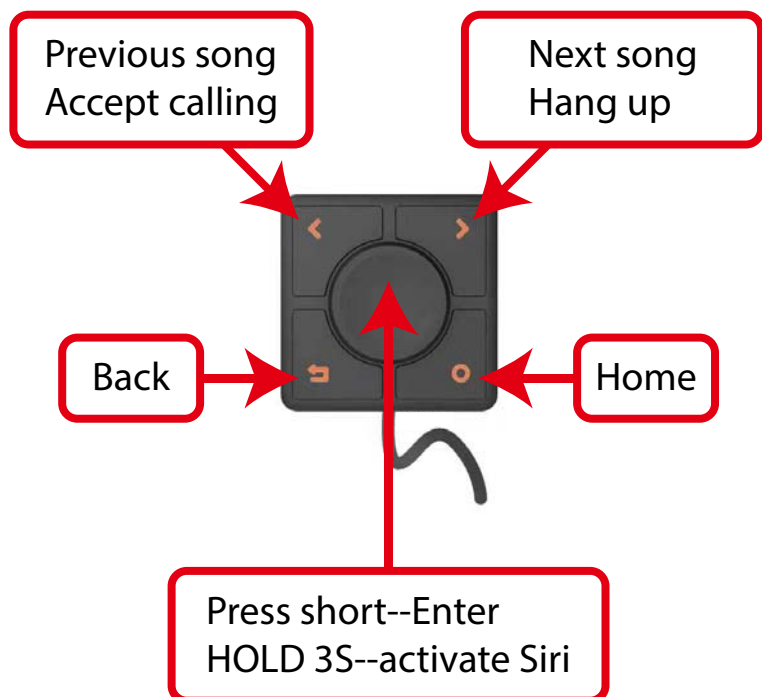 Previous song
Accept calling
Next song
Hang up
Back
Home
Press short--Enter
HOLD 3S--activate Siri